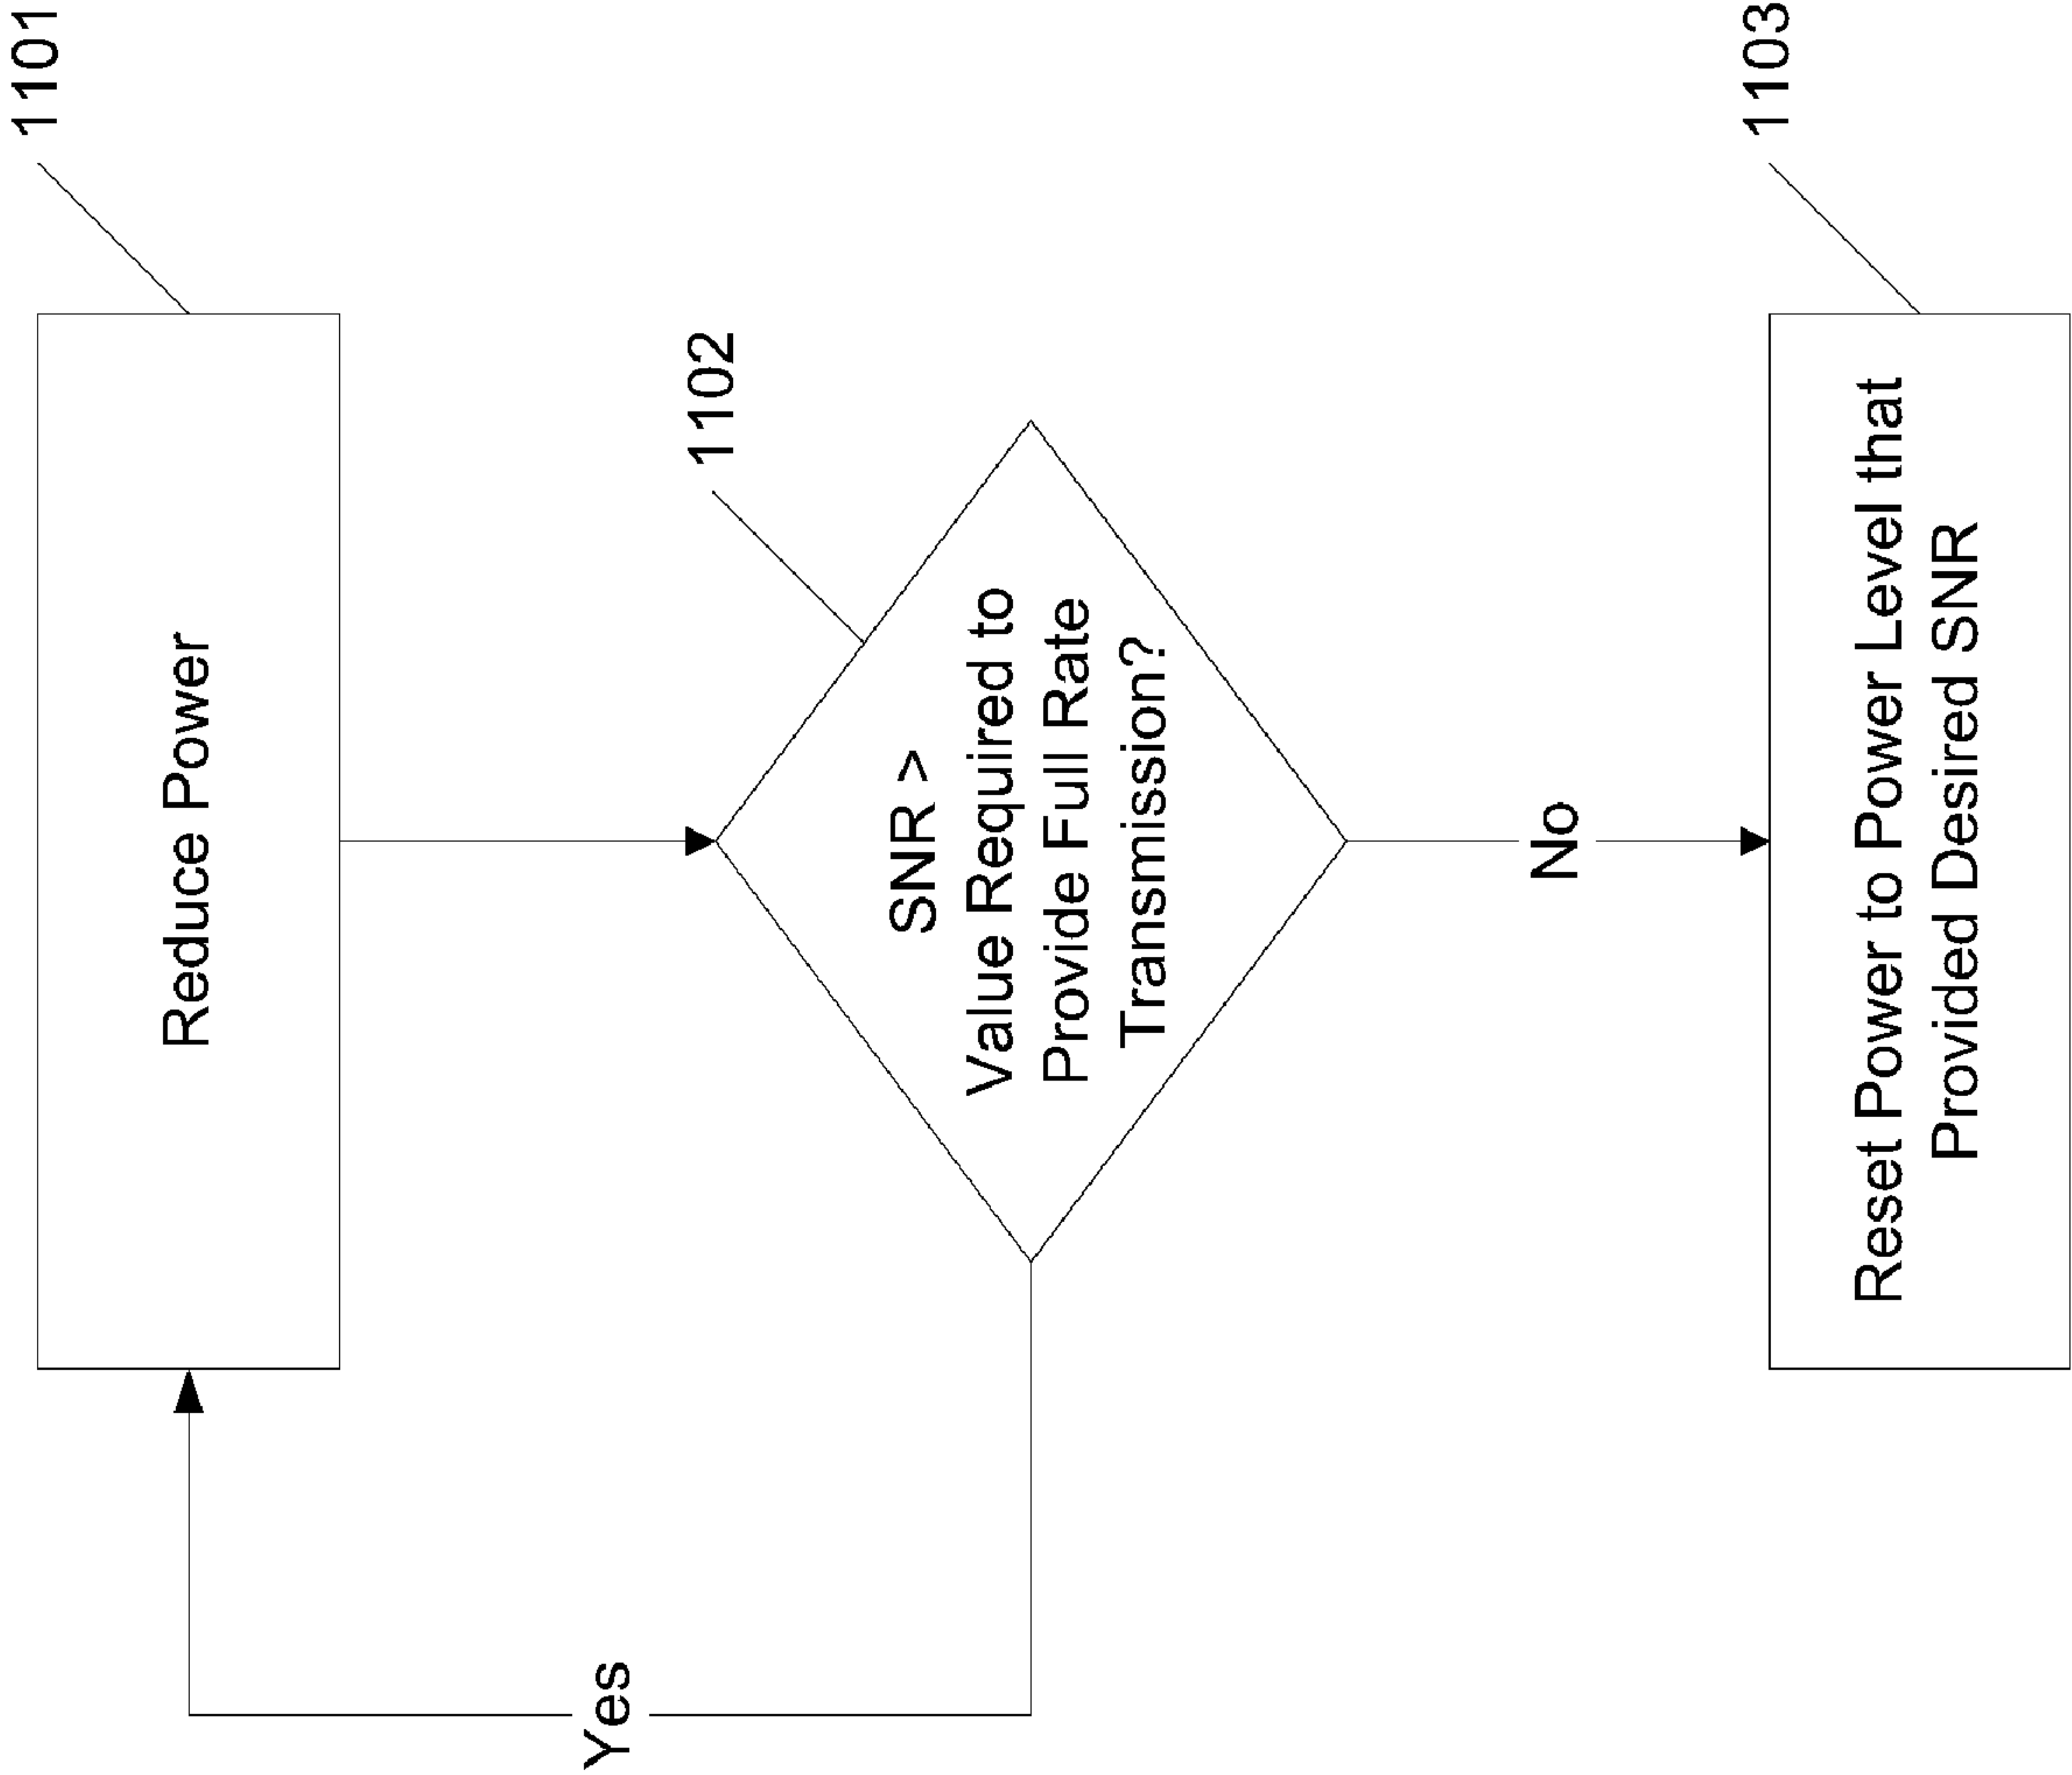 1101
Reduce Power
1102
SNR >
Value Required to
Provide Full Rate
Transmission?
Yes
No
1103
Reset Power to Power Level that
Provided Desired SNR